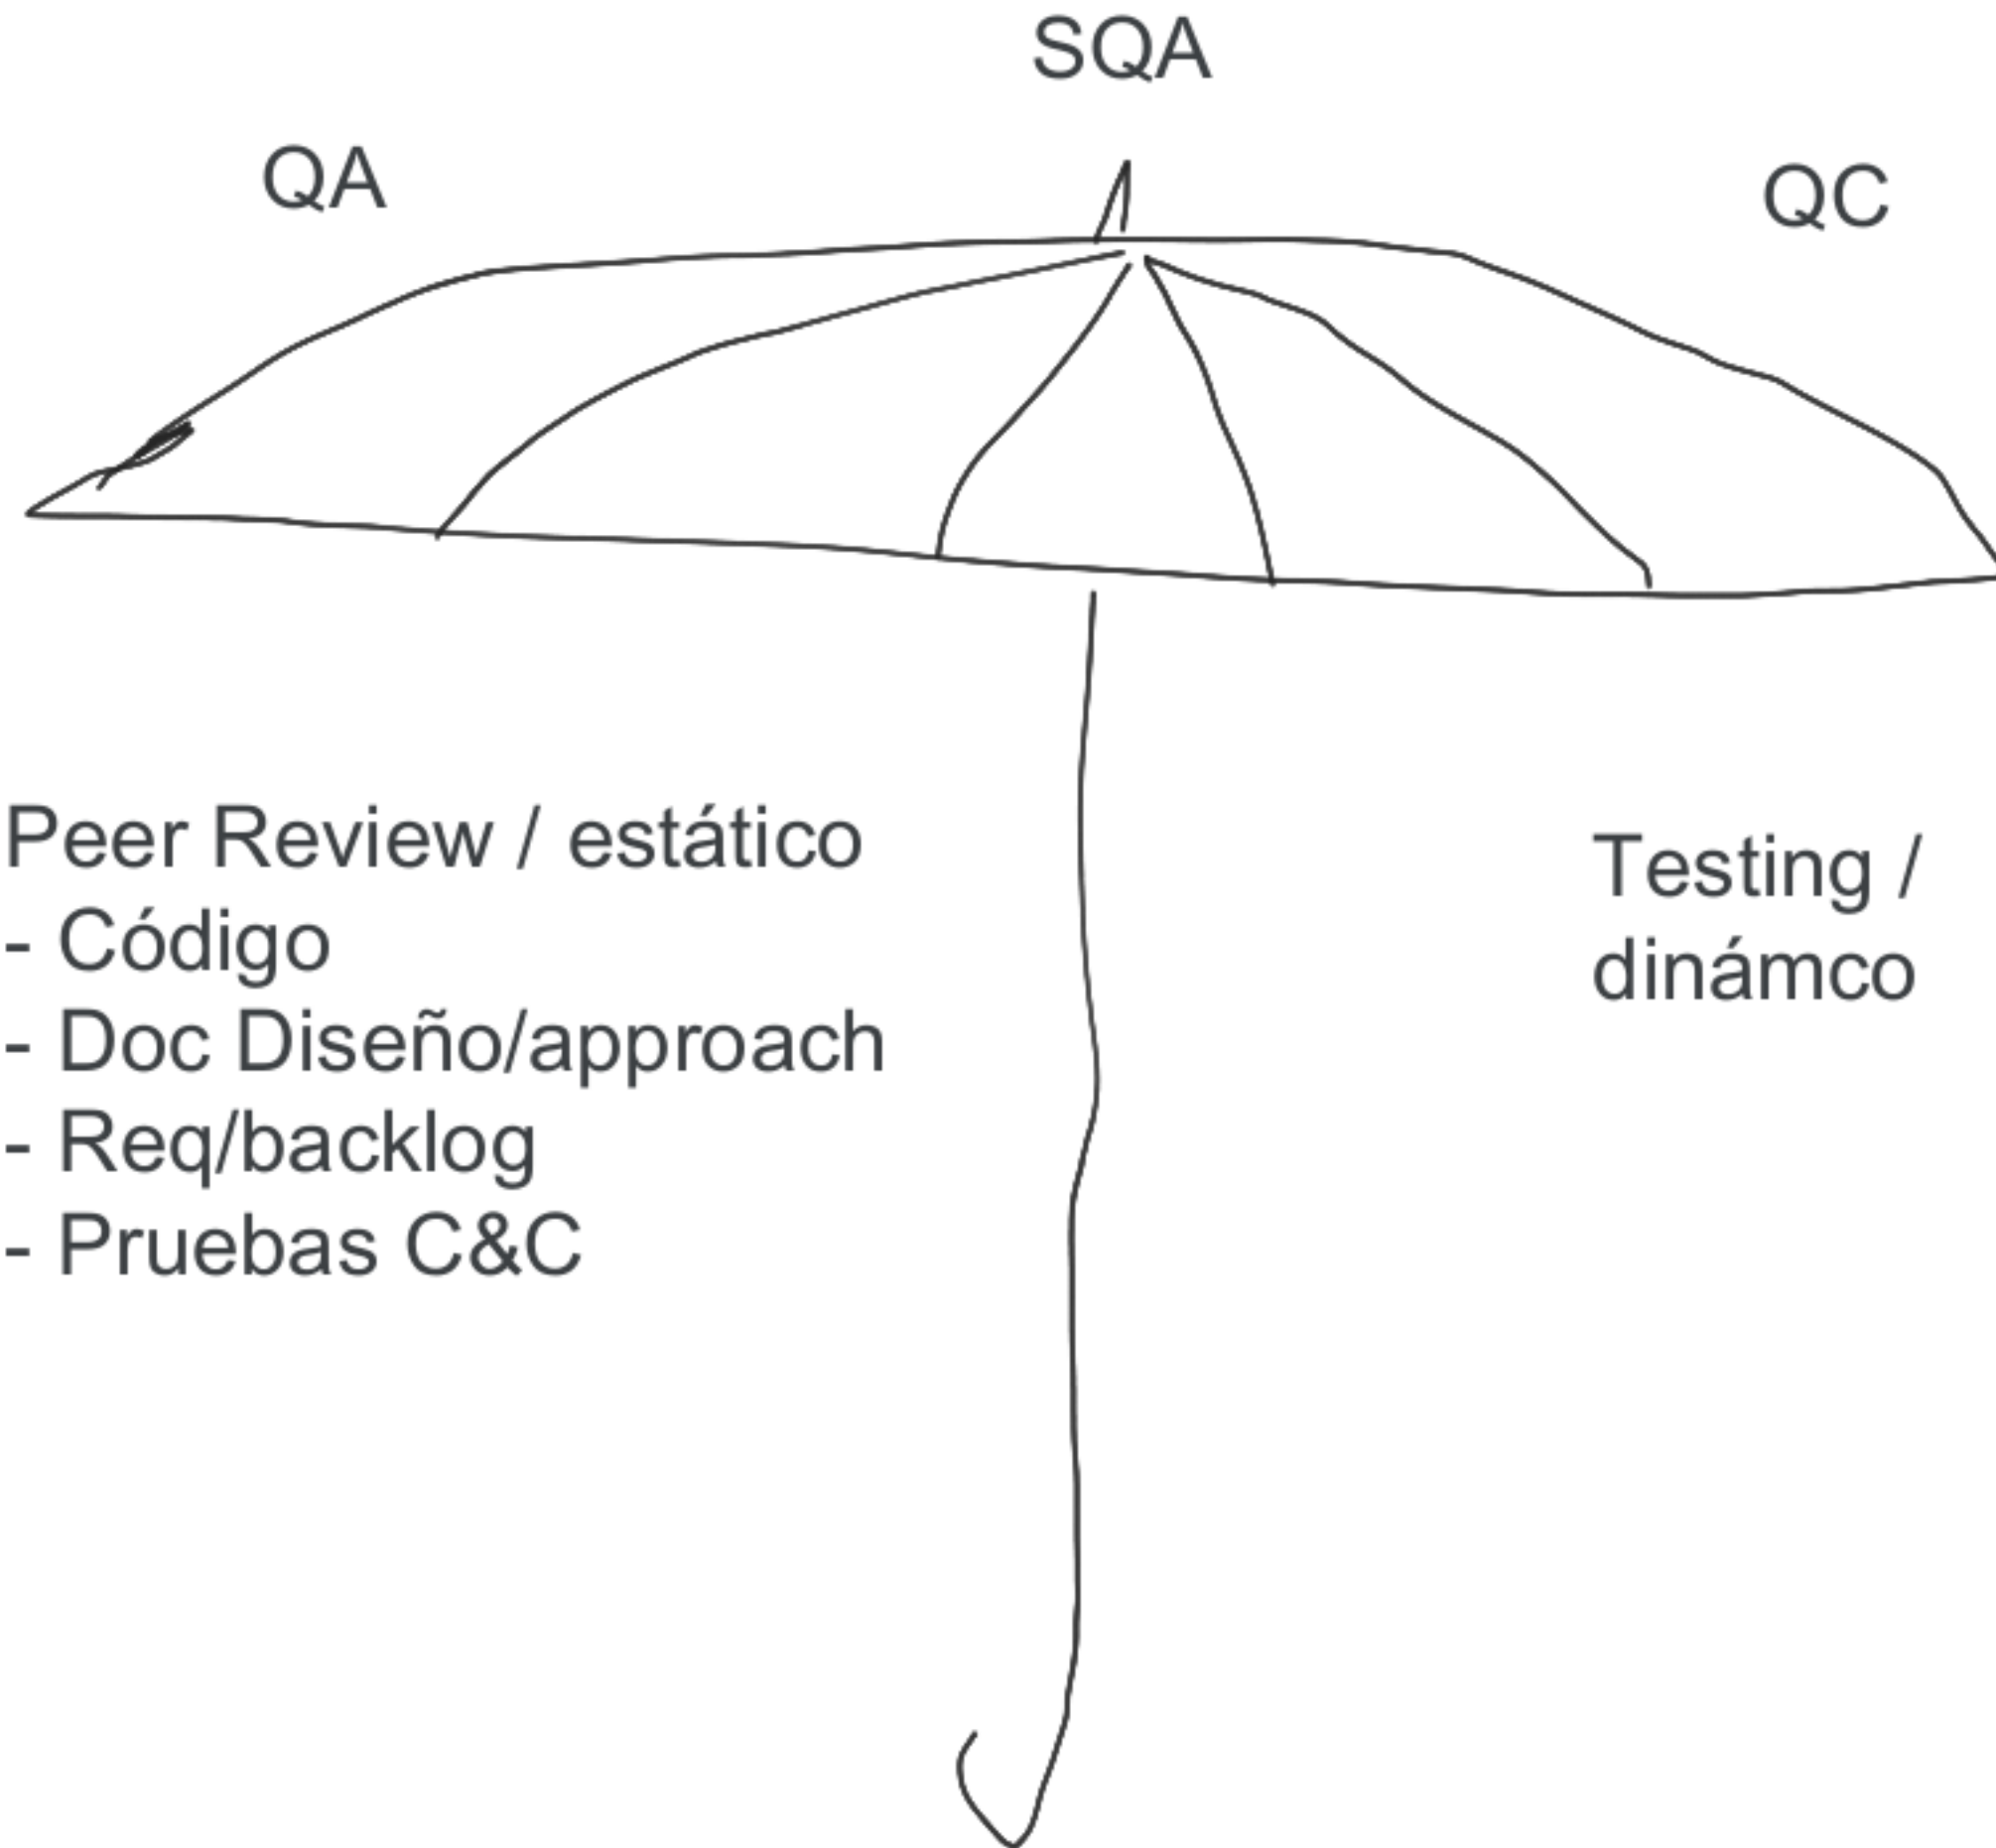 SQA
QA
QC
Peer Review / estático
- Código
- Doc Diseño/approach
- Req/backlog
- Pruebas C&C
Testing /
dinámco